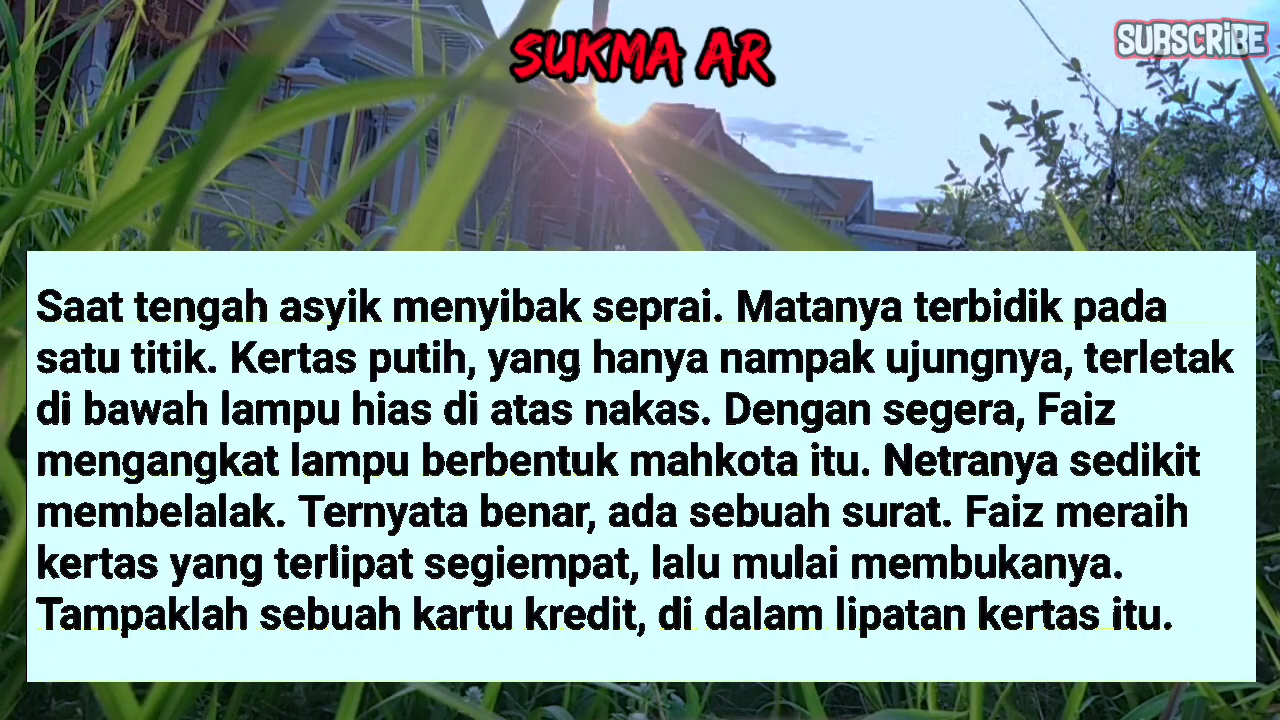 SUKMA AR
SUBSCRiBE
Saat tengah asyik menyibak seprai. Matanya terbidik pada
satu titik. Kertas putih, yang hanya nampak ujungnya, terletak
di bawah lampu hias di atas nakas. Dengan segera, Faiz
mengangkat lampu berbentuk mahkota itu. Netranya sedikit
membelalak. Ternyata benar, ada sebuah surat. Faiz meraih
kertas yang terlipat segiempat, lalu mulai membukanya.
Tampaklah sebuah kartu kredit, di dalam lipatan kertas itu.